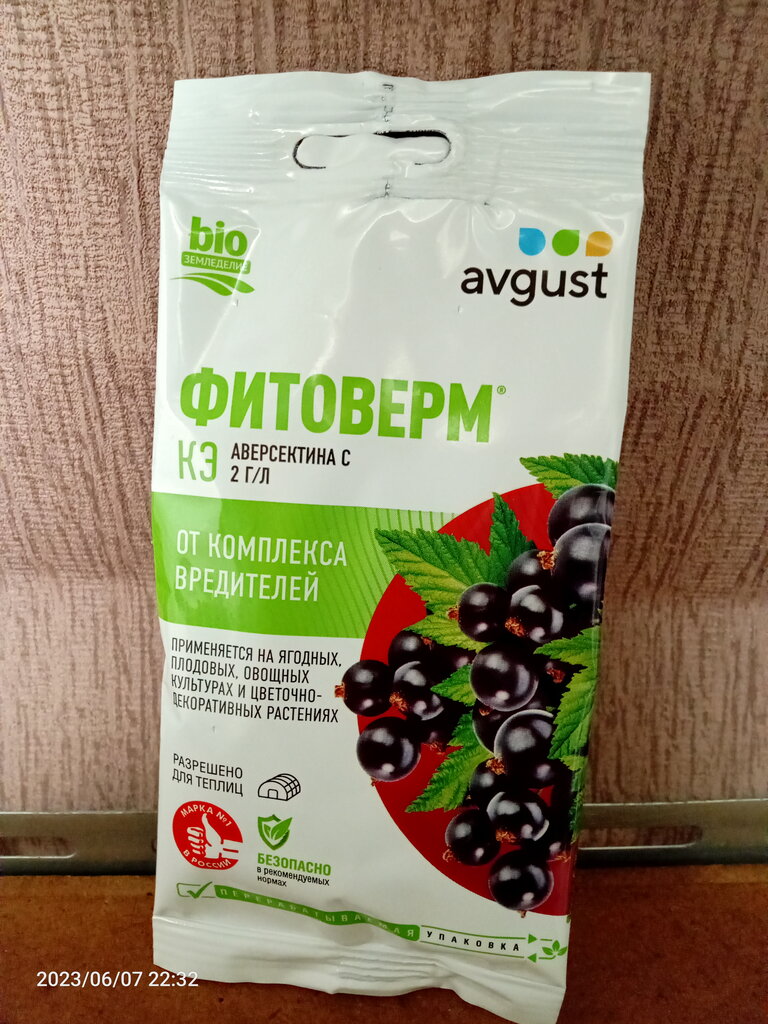 bio
ЗЕМЛЕДЕЛИЕ
avgust
ФИТОВЕРМ®
КЭ
АВЕРСЕКТИНА С
2 Г/Л
ОТ КОМПЛЕКСА
ВРЕДИТЕЛЕЙ
ПРИМЕНЯЕТСЯ НА ЯГОДНЫХ,
ПЛОДОВЫХ, ОВОЩНЫХ
КУЛЬТУРАХ И ЦВЕТОЧНО-
ДЕКОРАТИВНЫХ РАСТЕНИЯХ
РАЗРЕШЕНО
ДЛЯ ТЕПЛИЦ
МАРКА №1
В РОССИИ
БЕЗОПАСНО
в рекомендуемых
нормах
ПЕРЕРАБАТЫВАЕМАЯ УПАКОВКА
2023/06/07 22:32